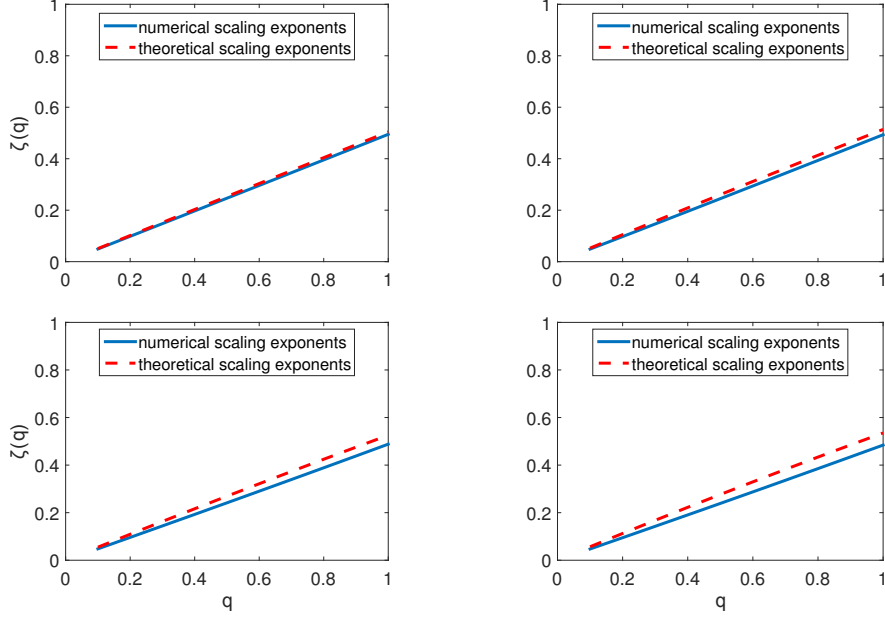 1
numerical scaling exponents
theoretical scaling exponents
0.8
0.6
ζ(q)
0.4
0.2
0
0 0.2 0.4 0.6 0.8 1
1
numerical scaling exponents
theoretical scaling exponents
0.8
0.6
0.4
0.2
0
0 0.2 0.4 0.6 0.8 1
1
numerical scaling exponents
theoretical scaling exponents
0.8
0.6
ζ(q)
0.4
0.2
0
0 0.2 0.4 0.6 0.8 1
q
1
numerical scaling exponents
theoretical scaling exponents
0.8
0.6
0.4
0.2
0
0 0.2 0.4 0.6 0.8 1
q